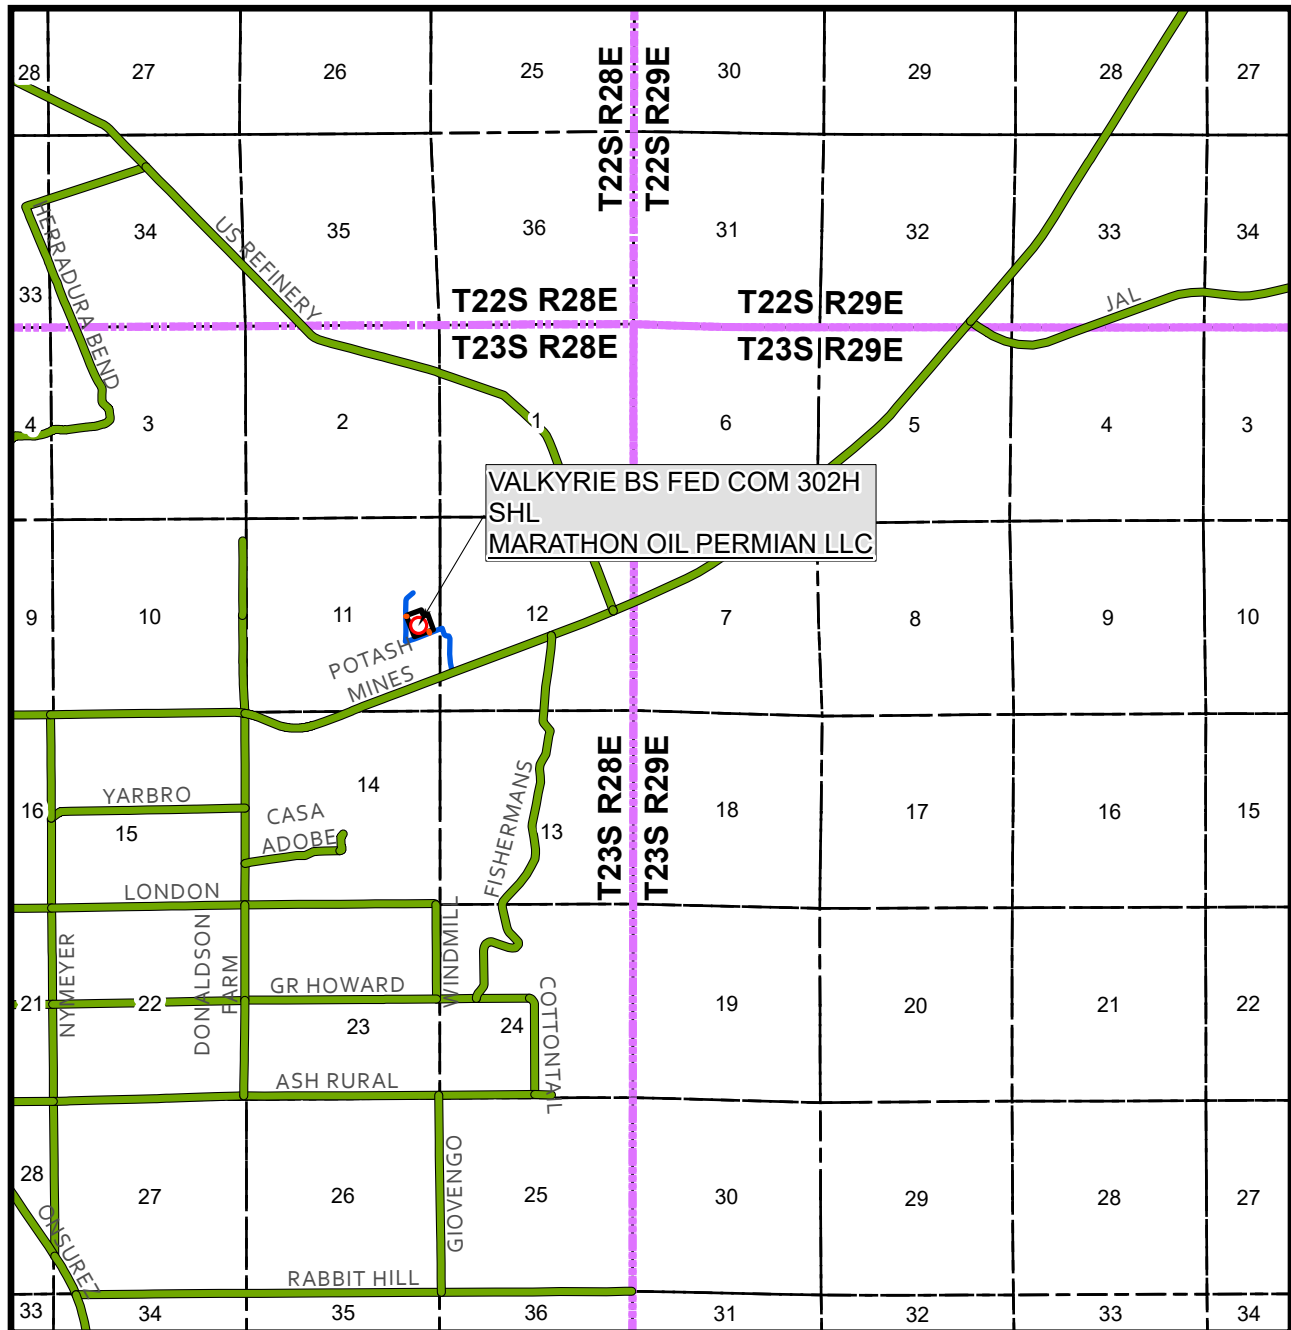 28
27
26
25
30
29
28
27
T22S R28E
T22S R29E
34
35
36
31
32
33
34
HERRADURA BEND
US REFINERY
33
JAL
T22S R28E
T22S R29E
T23S R28E
T23S R29E
4
3
2
1
6
5
4
3
VALKYRIE BS FED COM 302H
SHL
MARATHON OIL PERMIAN LLC
9
10
11
12
7
8
9
10
POTASH
MINES
T23S R28E
T23S R29E
16
YARBRO
15
CASA
ADOBE
14
FISHERMANS
13
18
17
16
15
LONDON
NYMEYER
DONALDSON
FARM
WINDMILL
GR HOWARD
COTTONTAIL
21
22
23
24
19
20
21
22
ASH RURAL
28
27
26
25
30
29
28
27
ONSUREZ
GIOVENGO
RABBIT HILL
33
34
35
36
31
32
33
34